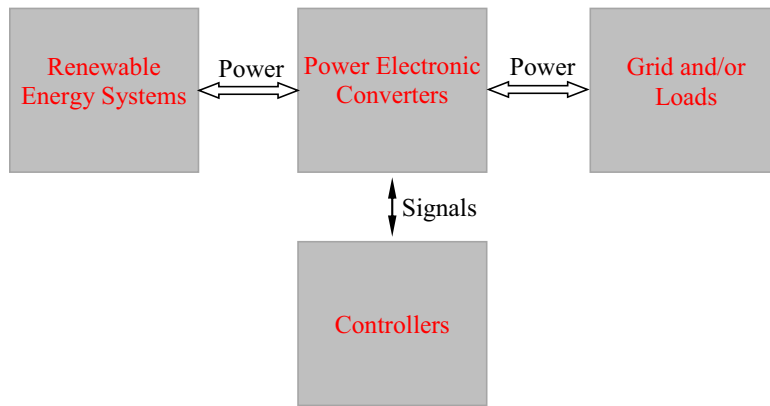 Renewable
Energy Systems
Power
Power Electronic
Converters
Power
Grid and/or
Loads
Signals
Controllers